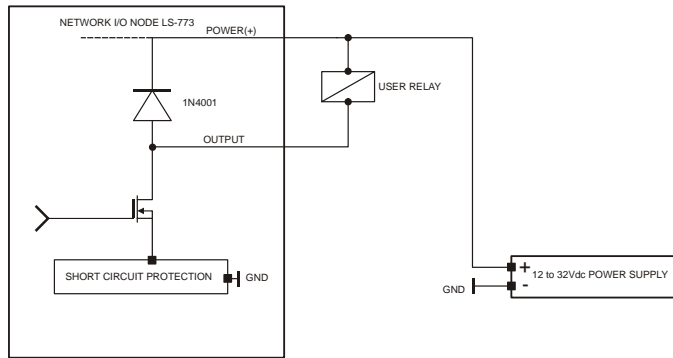 NETWORK I/O NODE LS-773
POWER(+)
1N4001
USER RELAY
OUTPUT
SHORT CIRCUIT PROTECTION
GND
+ 12 to 32Vdc POWER SUPPLY
GND -